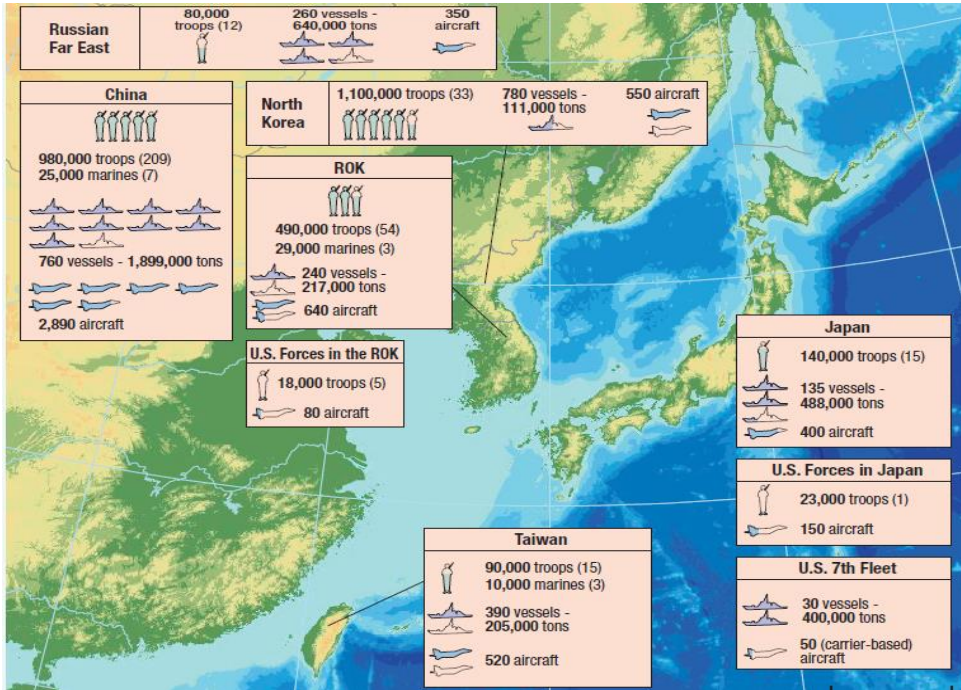 Russian
Far East
80,000
troops (12)
260 vessels -
640,000 tons
350
aircraft
China
980,000 troops (209)
25,000 marines (7)
760 vessels - 1,899,000 tons
2,890 aircraft
North
Korea
1,100,000 troops (33)
780 vessels -
111,000 tons
550 aircraft
ROK
490,000 troops (54)
29,000 marines (3)
240 vessels -
217,000 tons
640 aircraft
U.S. Forces in the ROK
18,000 troops (5)
80 aircraft
Japan
140,000 troops (15)
135 vessels -
488,000 tons
400 aircraft
U.S. Forces in Japan
23,000 troops (1)
150 aircraft
Taiwan
90,000 troops (15)
10,000 marines (3)
390 vessels -
205,000 tons
520 aircraft
U.S. 7th Fleet
30 vessels -
400,000 tons
50 (carrier-based)
aircraft